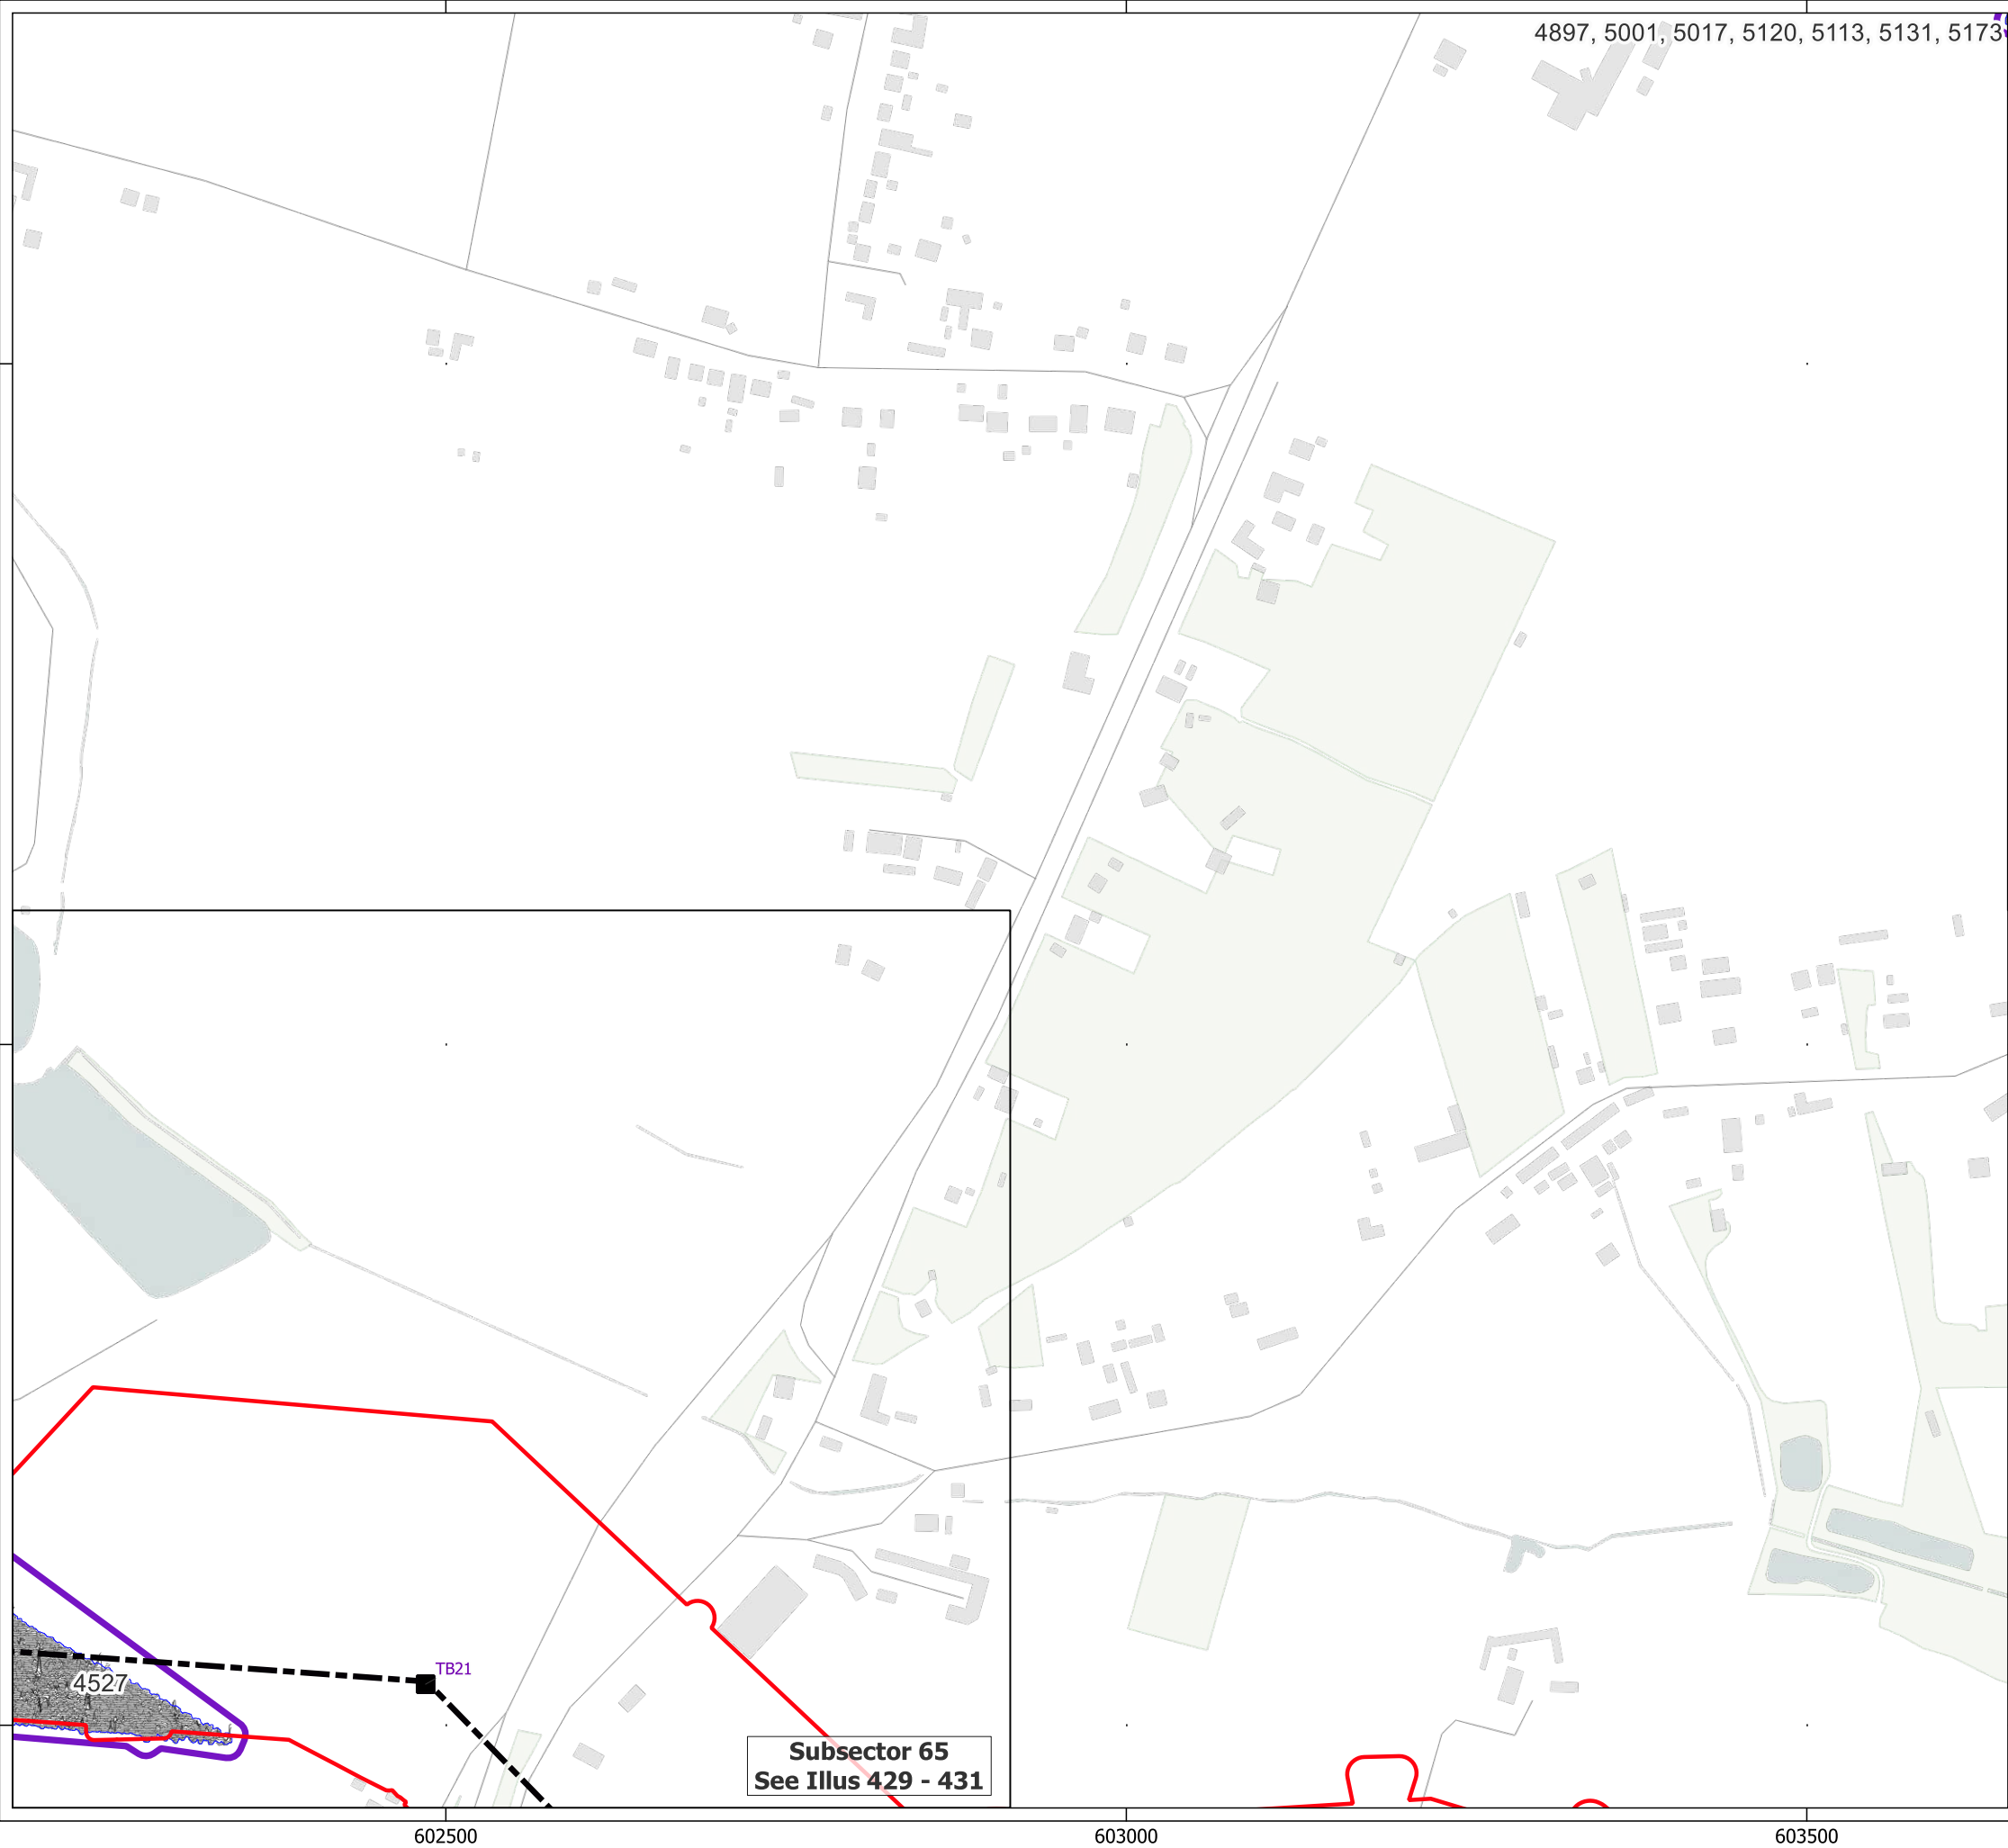 4897, 5001, 5017, 5120, 5113, 5131, 5173
TB21
4527
Subsector 65
See Illus 429 - 431
602500
603000
603500